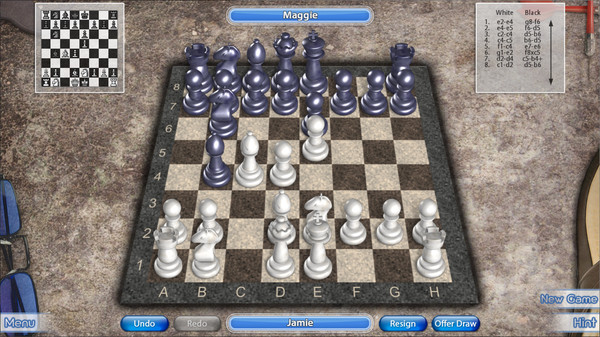 Maggie
White Black
1. e2-e4 g8-f6
2. e4-e5 f6-d5
3. c2-c4 d5-b6
4. c4-c5 b6-d5
5. f1-c4 e7-e6
6. g1-e2 f8xc5
7. d2-d4 c5-b4+
8. c1-d2 d5-b6
8
7
6
5
4
3
2
1
A B C D E F G H
New Game
Menu Undo Redo Jamie Resign Offer Draw Hint